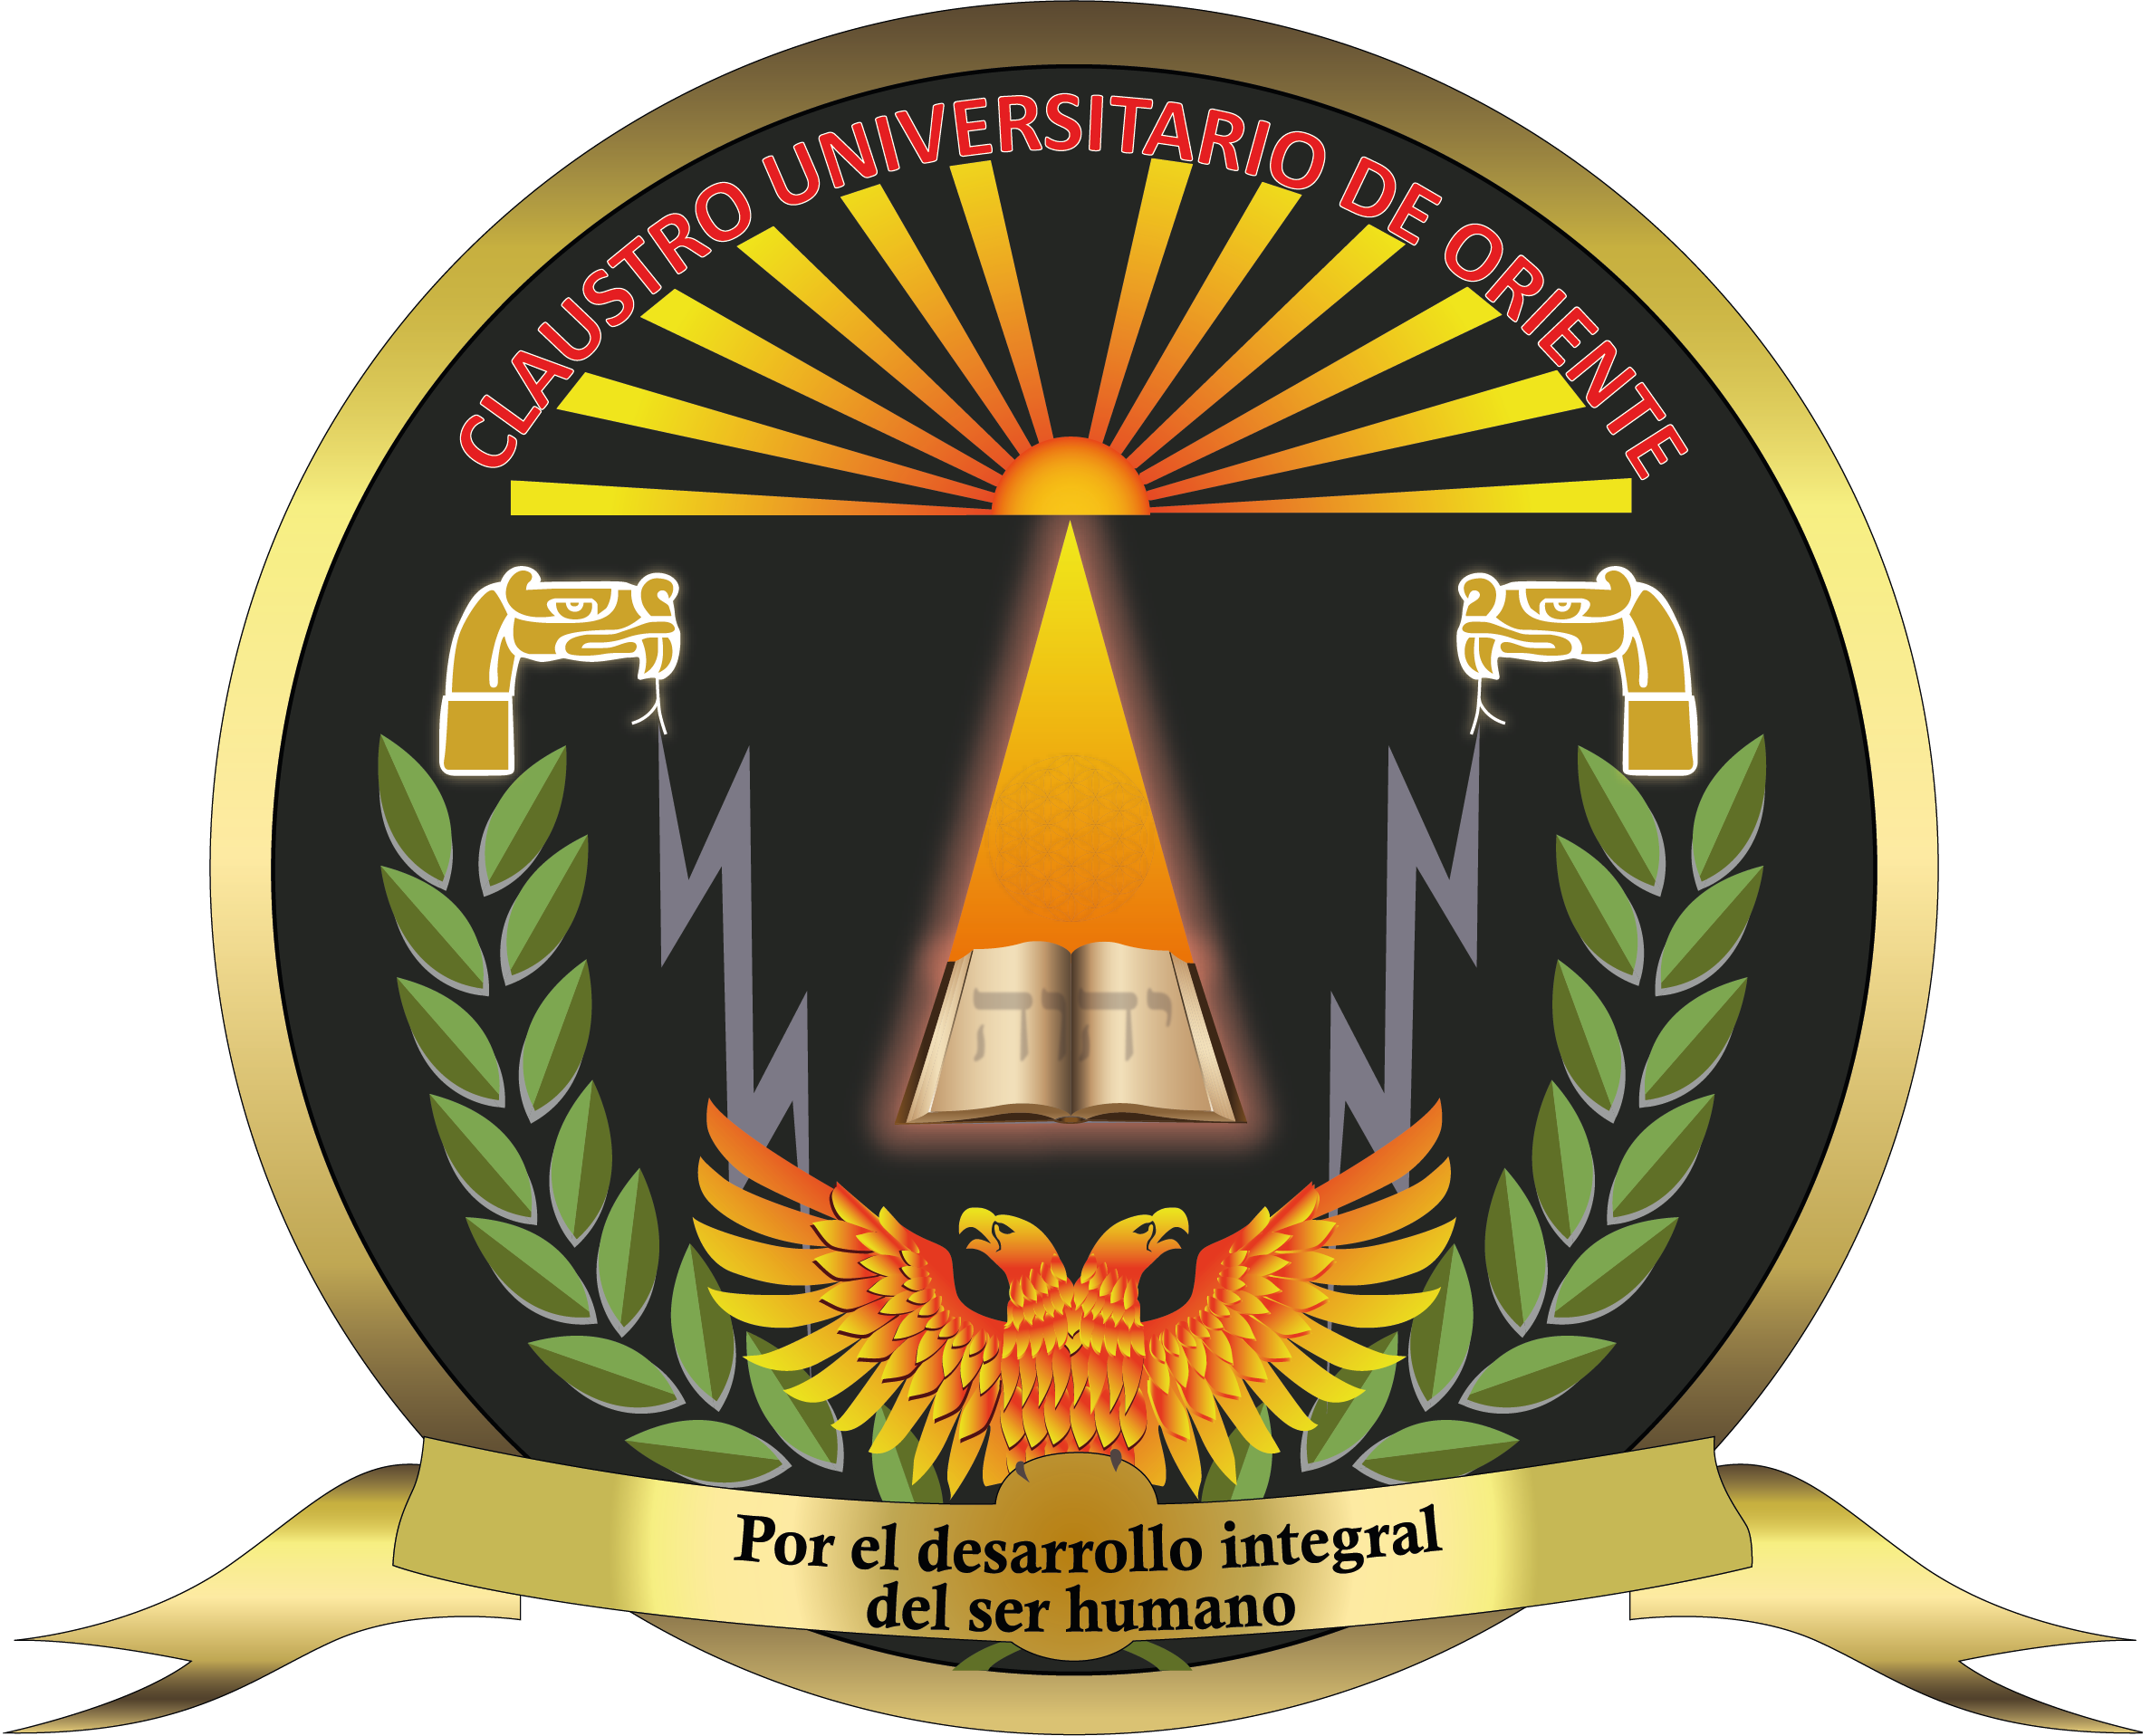 CLAUSTRO UNIVERSITARIO DE ORIENTE
יהוה
Por el desarrollo integral
del ser humano